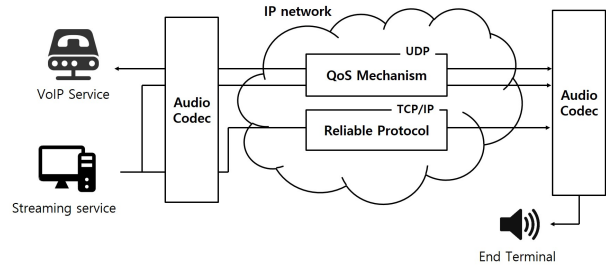 IP network
UDP
QoS Mechanism
VoIP Service
Audio
Codec
TCP/IP
Reliable Protocol
Audio
Codec
Streaming service
End Terminal